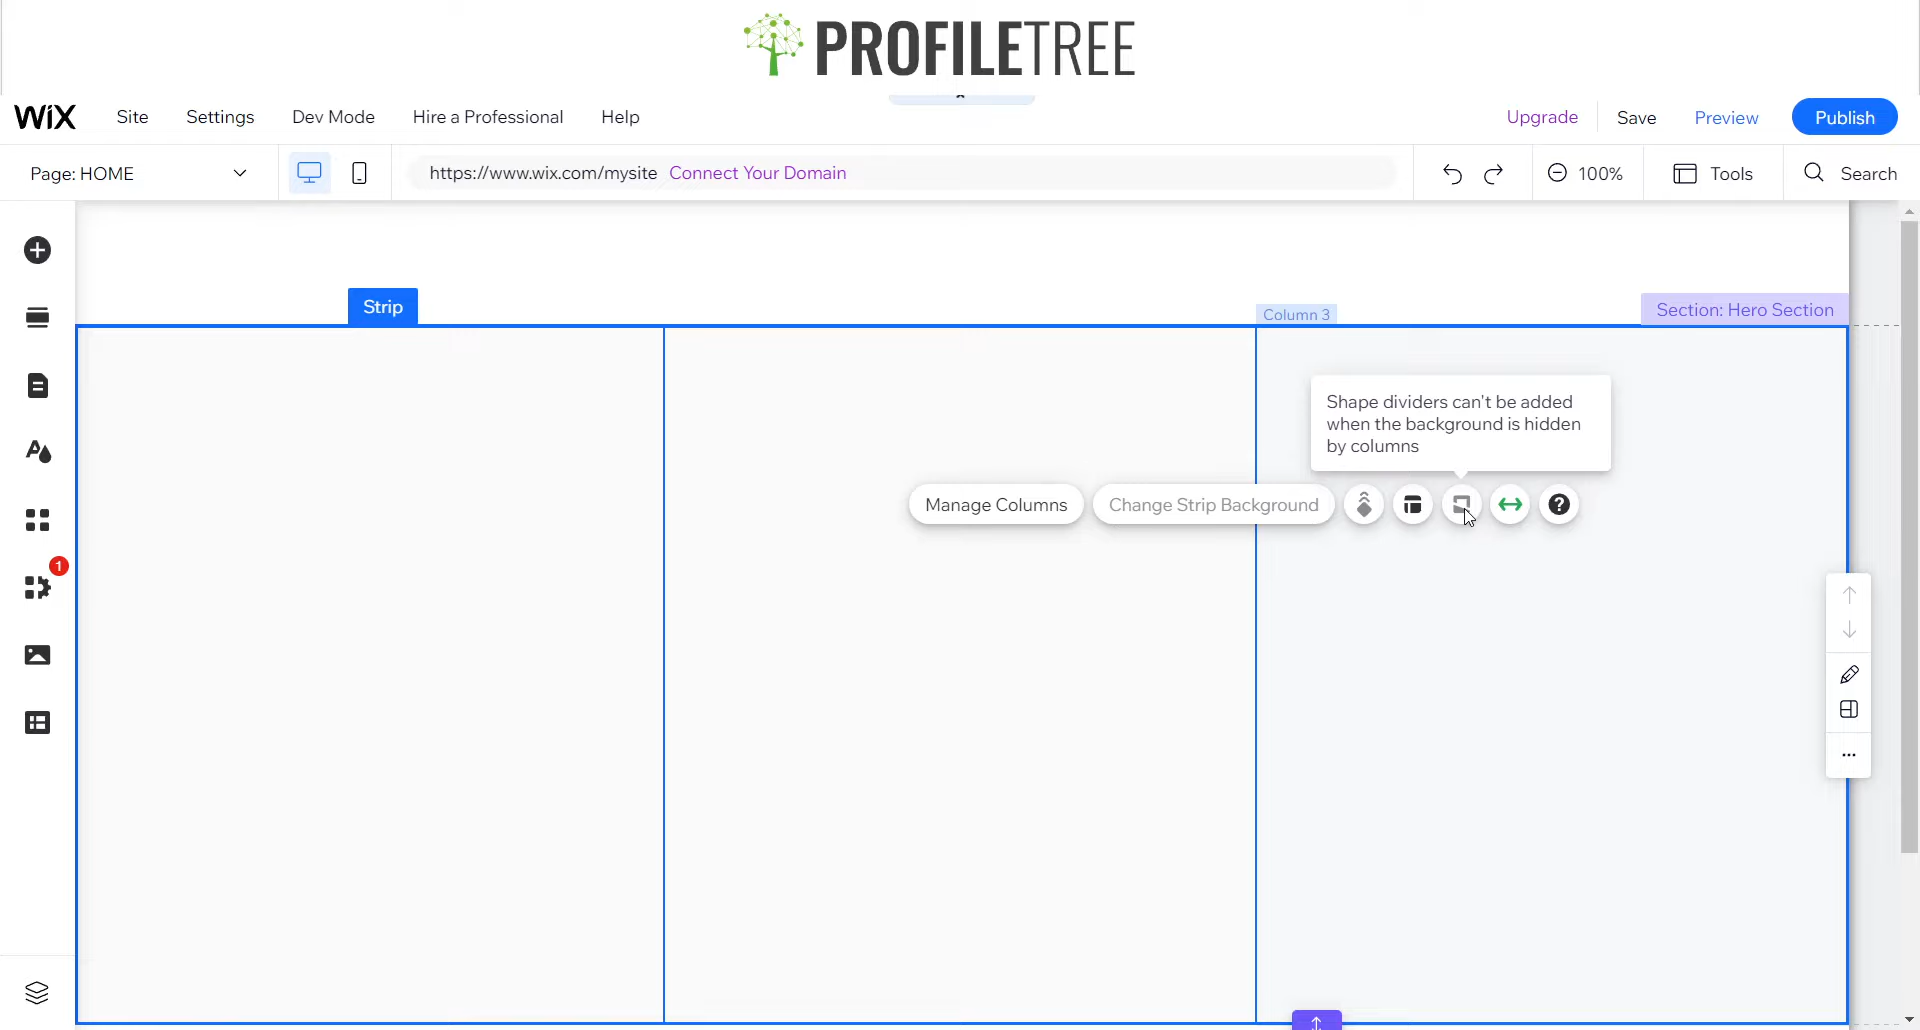 PROFILETREE
WiX Site Settings Dev Mode Hire a Professional Help Upgrade Save Preview Publish
Page: HOME https://www.wix.com/mysite Connect Your Domain 100% Tools Search
Strip
Column 3
Section: Hero Section
Shape dividers can't be added
when the background is hidden
by columns
Manage Columns Change Strip Background ?
1